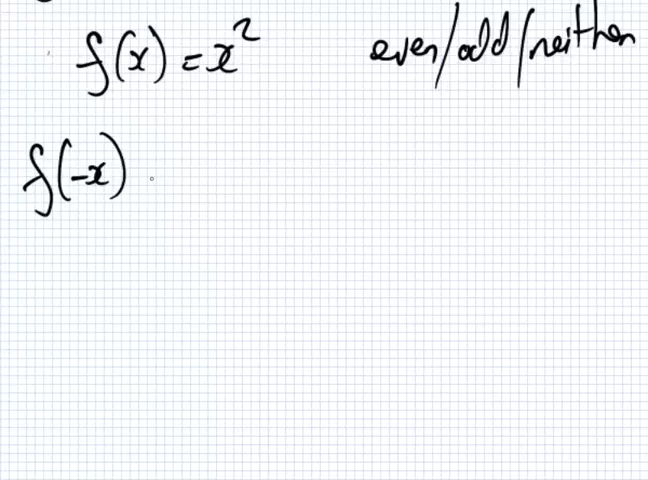 f(x) = x² even/odd/neither
f(-x)